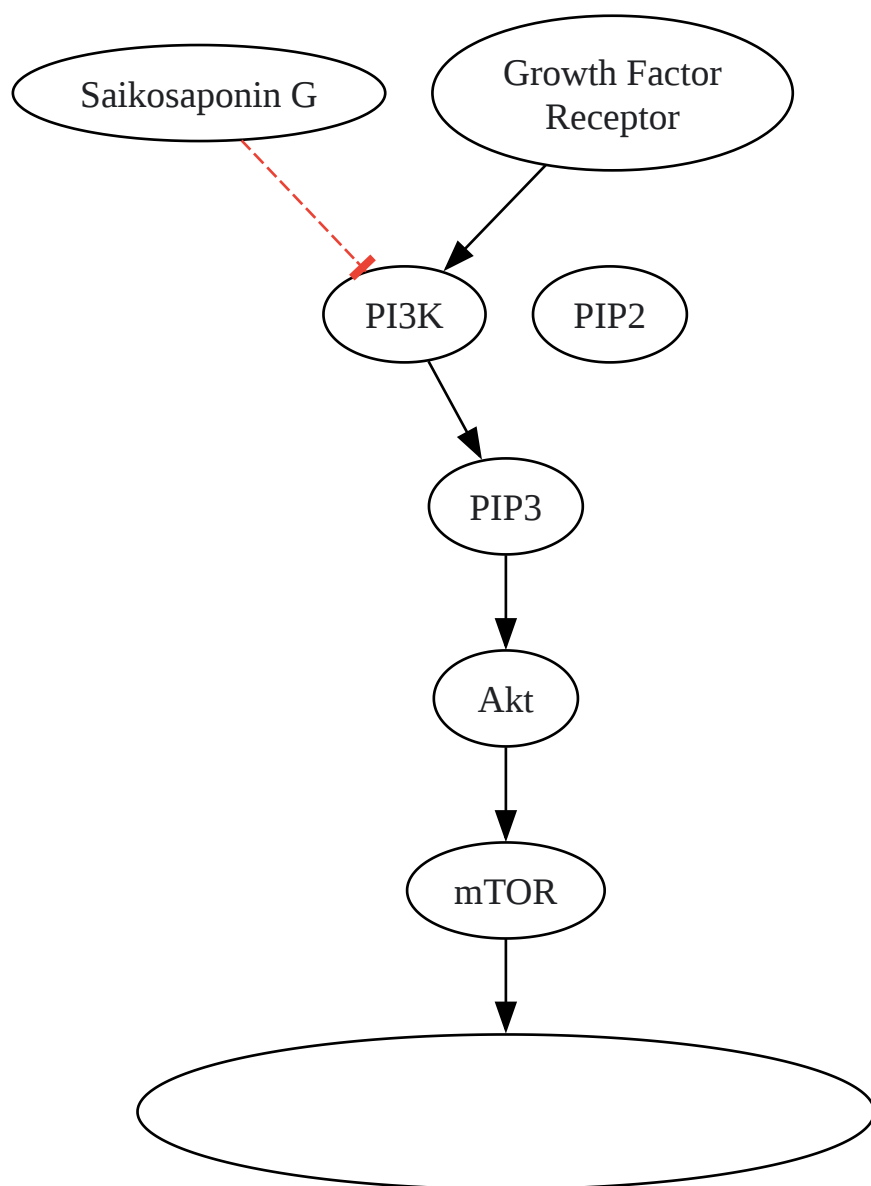 Saikosaponin G
Growth Factor
Receptor
PI3K
PIP2
PIP3
Akt
mTOR